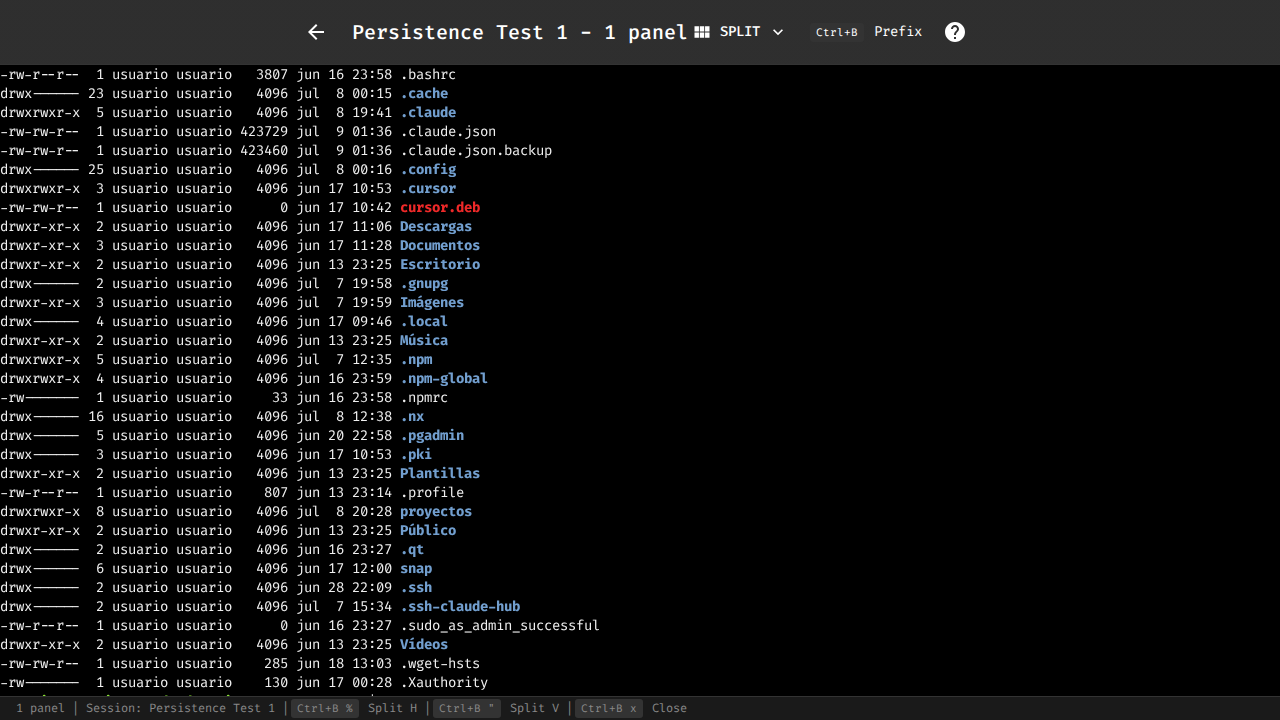 Persistence Test 1 - 1 panel SPLIT Ctrl+B Prefix ?
-rw-r--r--  1 usuario usuario   3807 jun 16 23:58 .bashrc
drwx------ 23 usuario usuario   4096 jul  8 00:15 .cache
drwxrwxr-x  5 usuario usuario   4096 jul  8 19:41 .claude
-rw-rw-r--  1 usuario usuario 423729 jul  9 01:36 .claude.json
-rw-rw-r--  1 usuario usuario 423460 jul  9 01:36 .claude.json.backup
drwx------ 25 usuario usuario   4096 jul  8 00:16 .config
drwxrwxr-x  3 usuario usuario   4096 jun 17 10:53 .cursor
-rw-rw-r--  1 usuario usuario      0 jun 17 10:42 cursor.deb
drwxr-xr-x  2 usuario usuario   4096 jun 17 11:06 Descargas
drwxr-xr-x  3 usuario usuario   4096 jun 17 11:28 Documentos
drwxr-xr-x  2 usuario usuario   4096 jun 13 23:25 Escritorio
drwx------  2 usuario usuario   4096 jul  7 19:58 .gnupg
drwxr-xr-x  3 usuario usuario   4096 jul  7 19:59 Imágenes
drwx------  4 usuario usuario   4096 jun 17 09:46 .local
drwxr-xr-x  2 usuario usuario   4096 jun 13 23:25 Música
drwxrwxr-x  5 usuario usuario   4096 jul  7 12:35 .npm
drwxrwxr-x  4 usuario usuario   4096 jun 16 23:59 .npm-global
-rw-------  1 usuario usuario     33 jun 16 23:58 .npmrc
drwx------ 16 usuario usuario   4096 jul  8 12:38 .nx
drwx------  5 usuario usuario   4096 jun 20 22:58 .pgadmin
drwx------  3 usuario usuario   4096 jun 17 10:53 .pki
drwxr-xr-x  2 usuario usuario   4096 jun 13 23:25 Plantillas
-rw-r--r--  1 usuario usuario    807 jun 13 23:14 .profile
drwxrwxr-x  8 usuario usuario   4096 jul  8 20:28 proyectos
drwxr-xr-x  2 usuario usuario   4096 jun 13 23:25 Público
drwx------  2 usuario usuario   4096 jun 16 23:27 .qt
drwx------  6 usuario usuario   4096 jun 17 12:00 snap
drwx------  2 usuario usuario   4096 jun 28 22:09 .ssh
drwx------  2 usuario usuario   4096 jul  7 15:34 .ssh-claude-hub
-rw-r--r--  1 usuario usuario      0 jun 16 23:27 .sudo_as_admin_successful
drwxr-xr-x  2 usuario usuario   4096 jun 13 23:25 Vídeos
-rw-rw-r--  1 usuario usuario    285 jun 18 13:03 .wget-hsts
-rw-------  1 usuario usuario    130 jun 17 00:28 .Xauthority
1 panel | Session: Persistence Test 1 | Ctrl+B % Split H | Ctrl+B " Split V | Ctrl+B x Close